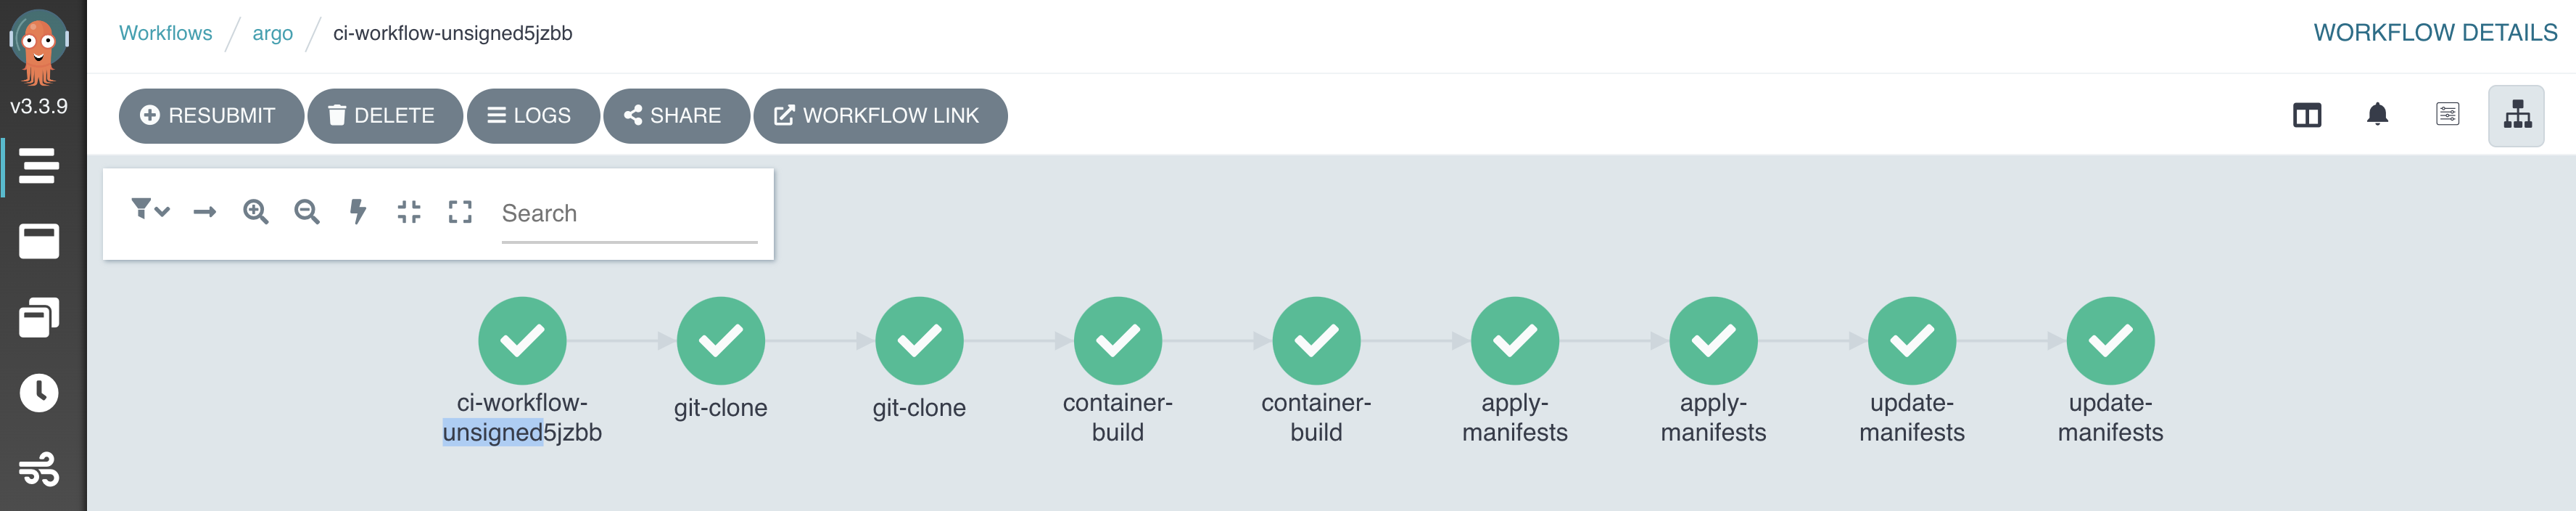 Workflows / argo / ci-workflow-unsigned5jzbb
WORKFLOW DETAILS
v3.3.9
RESUBMIT
DELETE
LOGS
SHARE
WORKFLOW LINK
Search
ci-workflow-
unsigned5jzbb
git-clone
git-clone
container-
build
container-
build
apply-
manifests
apply-
manifests
update-
manifests
update-
manifests